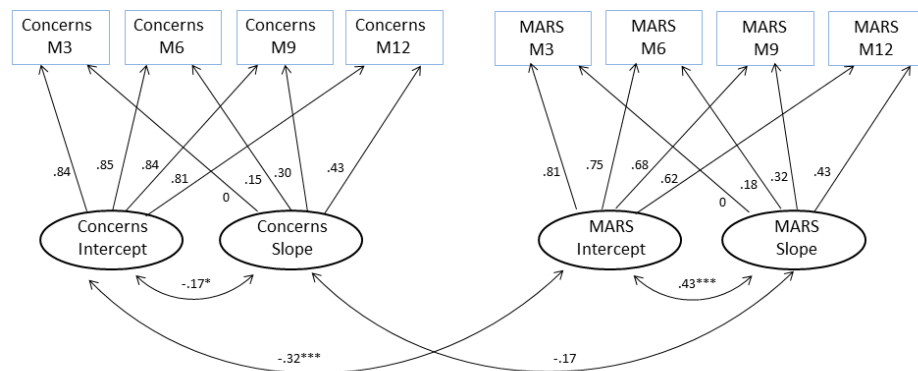 Concerns
M3
Concerns
M6
Concerns
M9
Concerns
M12
MARS
M3
MARS
M6
MARS
M9
MARS
M12
.84
.85
.84
.81
0
.15
.30
.43
.81
.75
.68
.62
0
.18
.32
.43
Concerns
Intercept
Concerns
Slope
MARS
Intercept
MARS
Slope
-.17*
.43***
-.32***
-.17